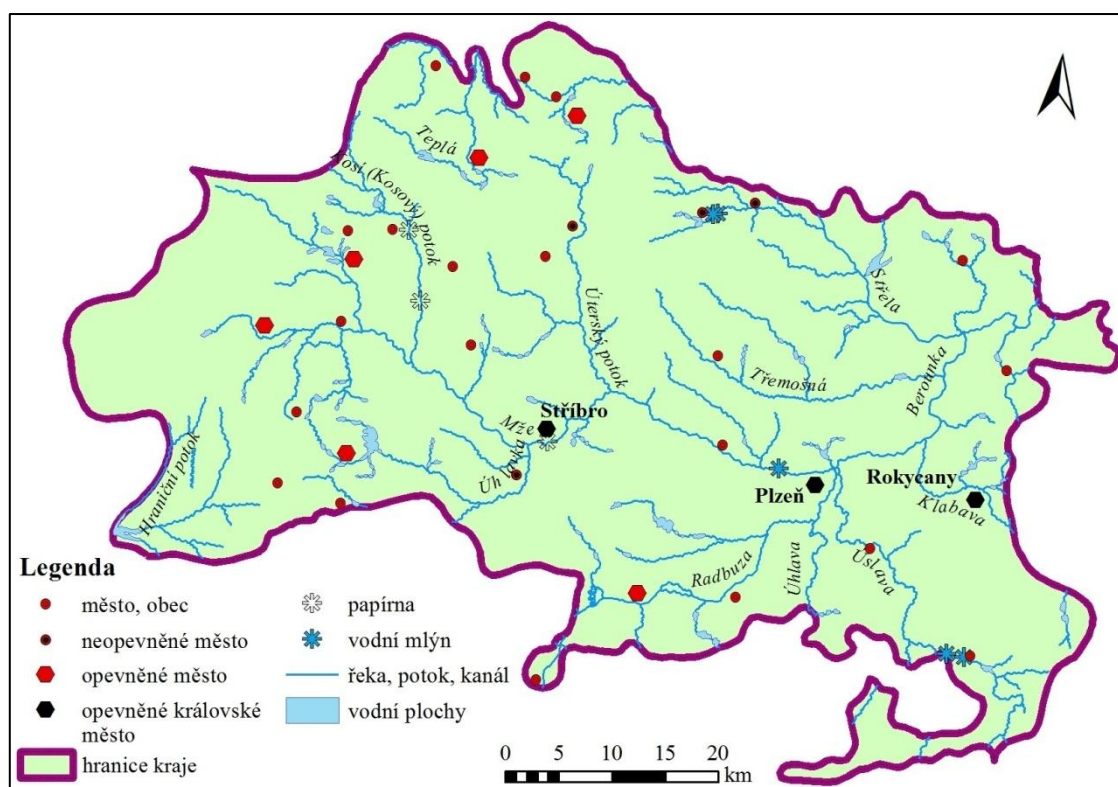 Teplá
Kosí (Kosový) potok
Střela
Úterský potok
Třemošná
Berounka
Stříbro
Mže
Úhlavka
Hraniční potok
Plzeň
Rokycany
Klabava
Radbuza
Úhlava
Úslava
Legenda
město, obec
neopevněné město
opevněné město
opevněné královské
město
hranice kraje
papírna
vodní mlýn
řeka, potok, kanál
vodní plochy
0 5 10 15 20
km